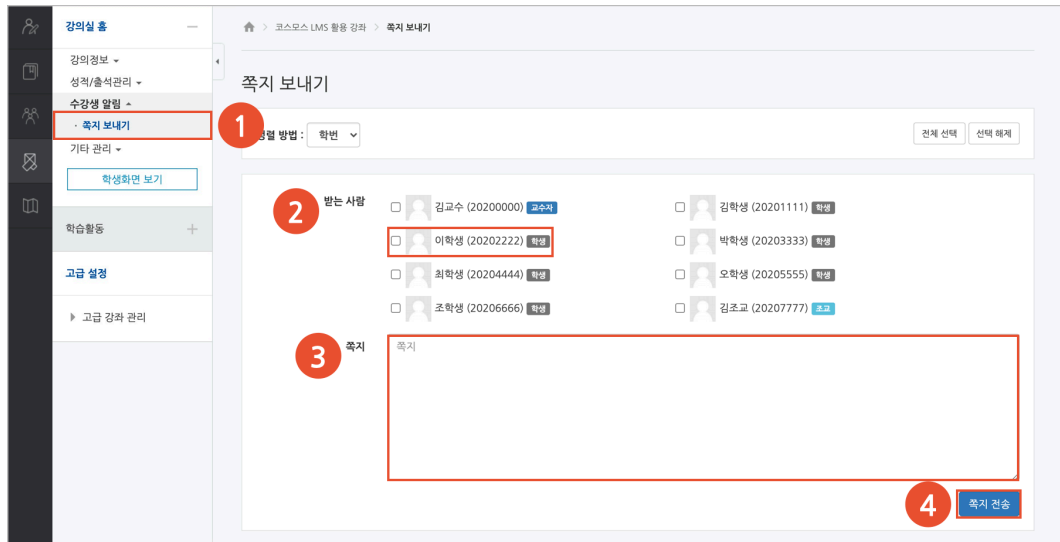 강의실 홈
강의정보
성적/출석관리
수강생 알림
· 쪽지 보내기
기타 관리
학생화면 보기
학습활동
고급 설정
고급 강좌 관리
코스모스 LMS 활용 강좌 > 쪽지 보내기
쪽지 보내기
1
렬 방법 : 학번
전체 선택 선택 해제
2
받는 사람
김교수 (20200000) 교수자
김학생 (20201111) 학생
이학생 (20202222) 학생
박학생 (20203333) 학생
최학생 (20204444) 학생
오학생 (20205555) 학생
조학생 (20206666) 학생
김조교 (20207777) 조교
3
쪽지
쪽지
4
쪽지 전송